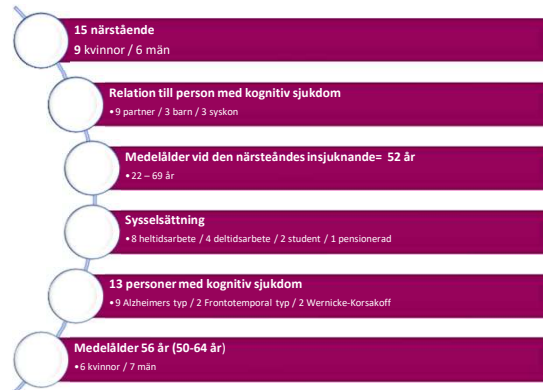 15 närstående
9 kvinnor / 6 män
Relation till person med kognitiv sjukdom
•9 partner / 3 barn / 3 syskon
Medelålder vid den närsteåndes insjuknande= 52 år
•22 – 69 år
Sysselsättning
•8 heltidsarbete / 4 deltidsarbete / 2 student / 1 pensionerad
13 personer med kognitiv sjukdom
•9 Alzheimers typ / 2 Frontotemporal typ / 2 Wernicke-Korsakoff
Medelålder 56 år (50-64 år)
•6 kvinnor / 7 män